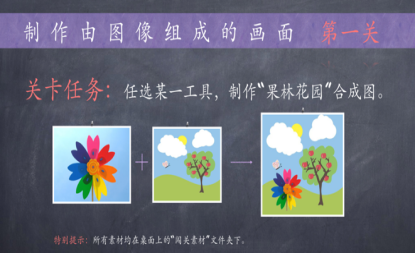 制作由图像组成的画面 第一关
关卡任务：任选某一工具，制作“果林花园”合成图。
特别提示：所有素材均在桌面上的“闯关素材”文件夹下。